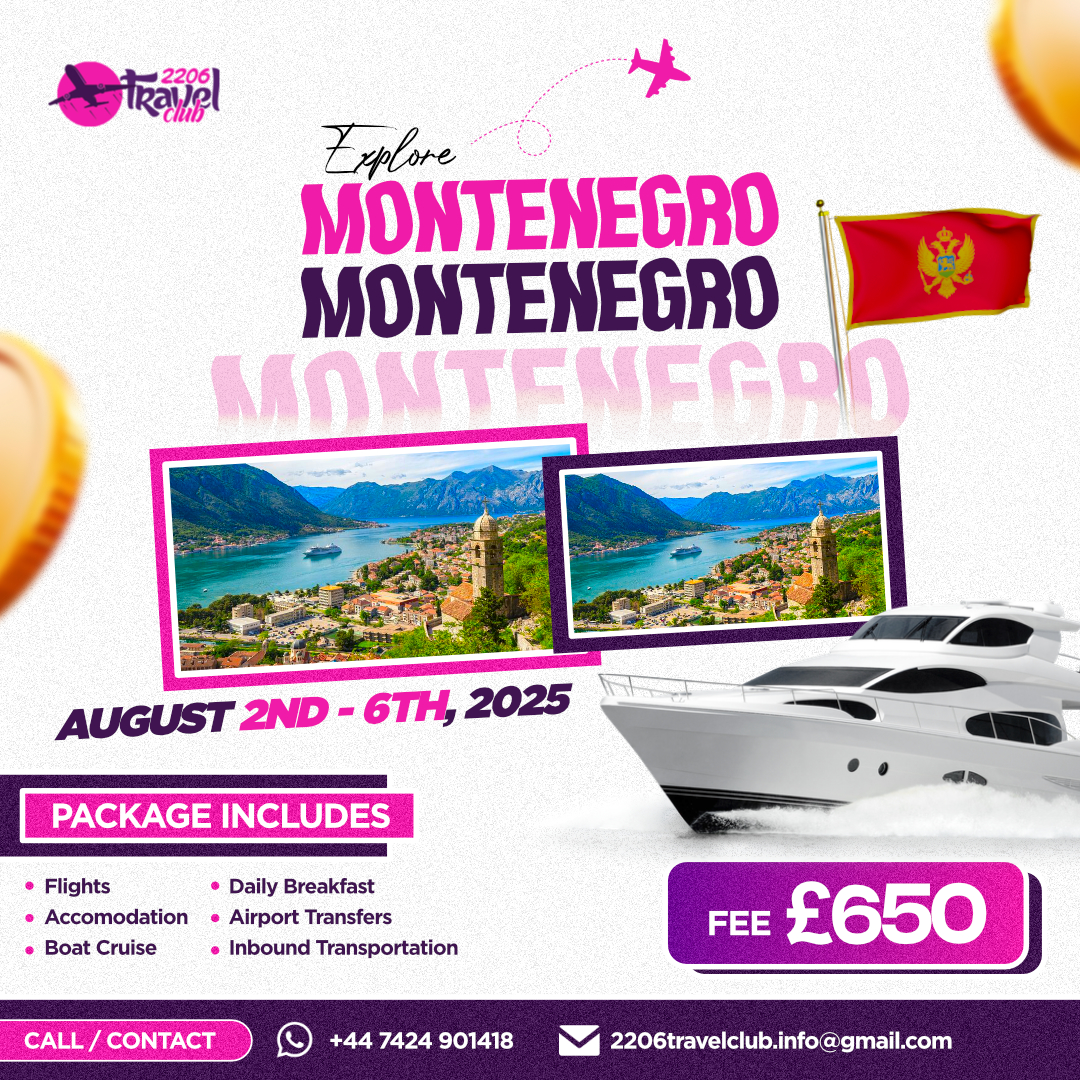 2206
Travel
club
Explore
MONTENEGRO
MONTENEGRO
MONTENEGRO
AUGUST 2ND - 6TH, 2025
PACKAGE INCLUDES
• Flights
• Accomodation
• Boat Cruise
• Daily Breakfast
• Airport Transfers
• Inbound Transportation
FEE £650
CALL / CONTACT
+44 7424 901418
2206travelclub.info@gmail.com